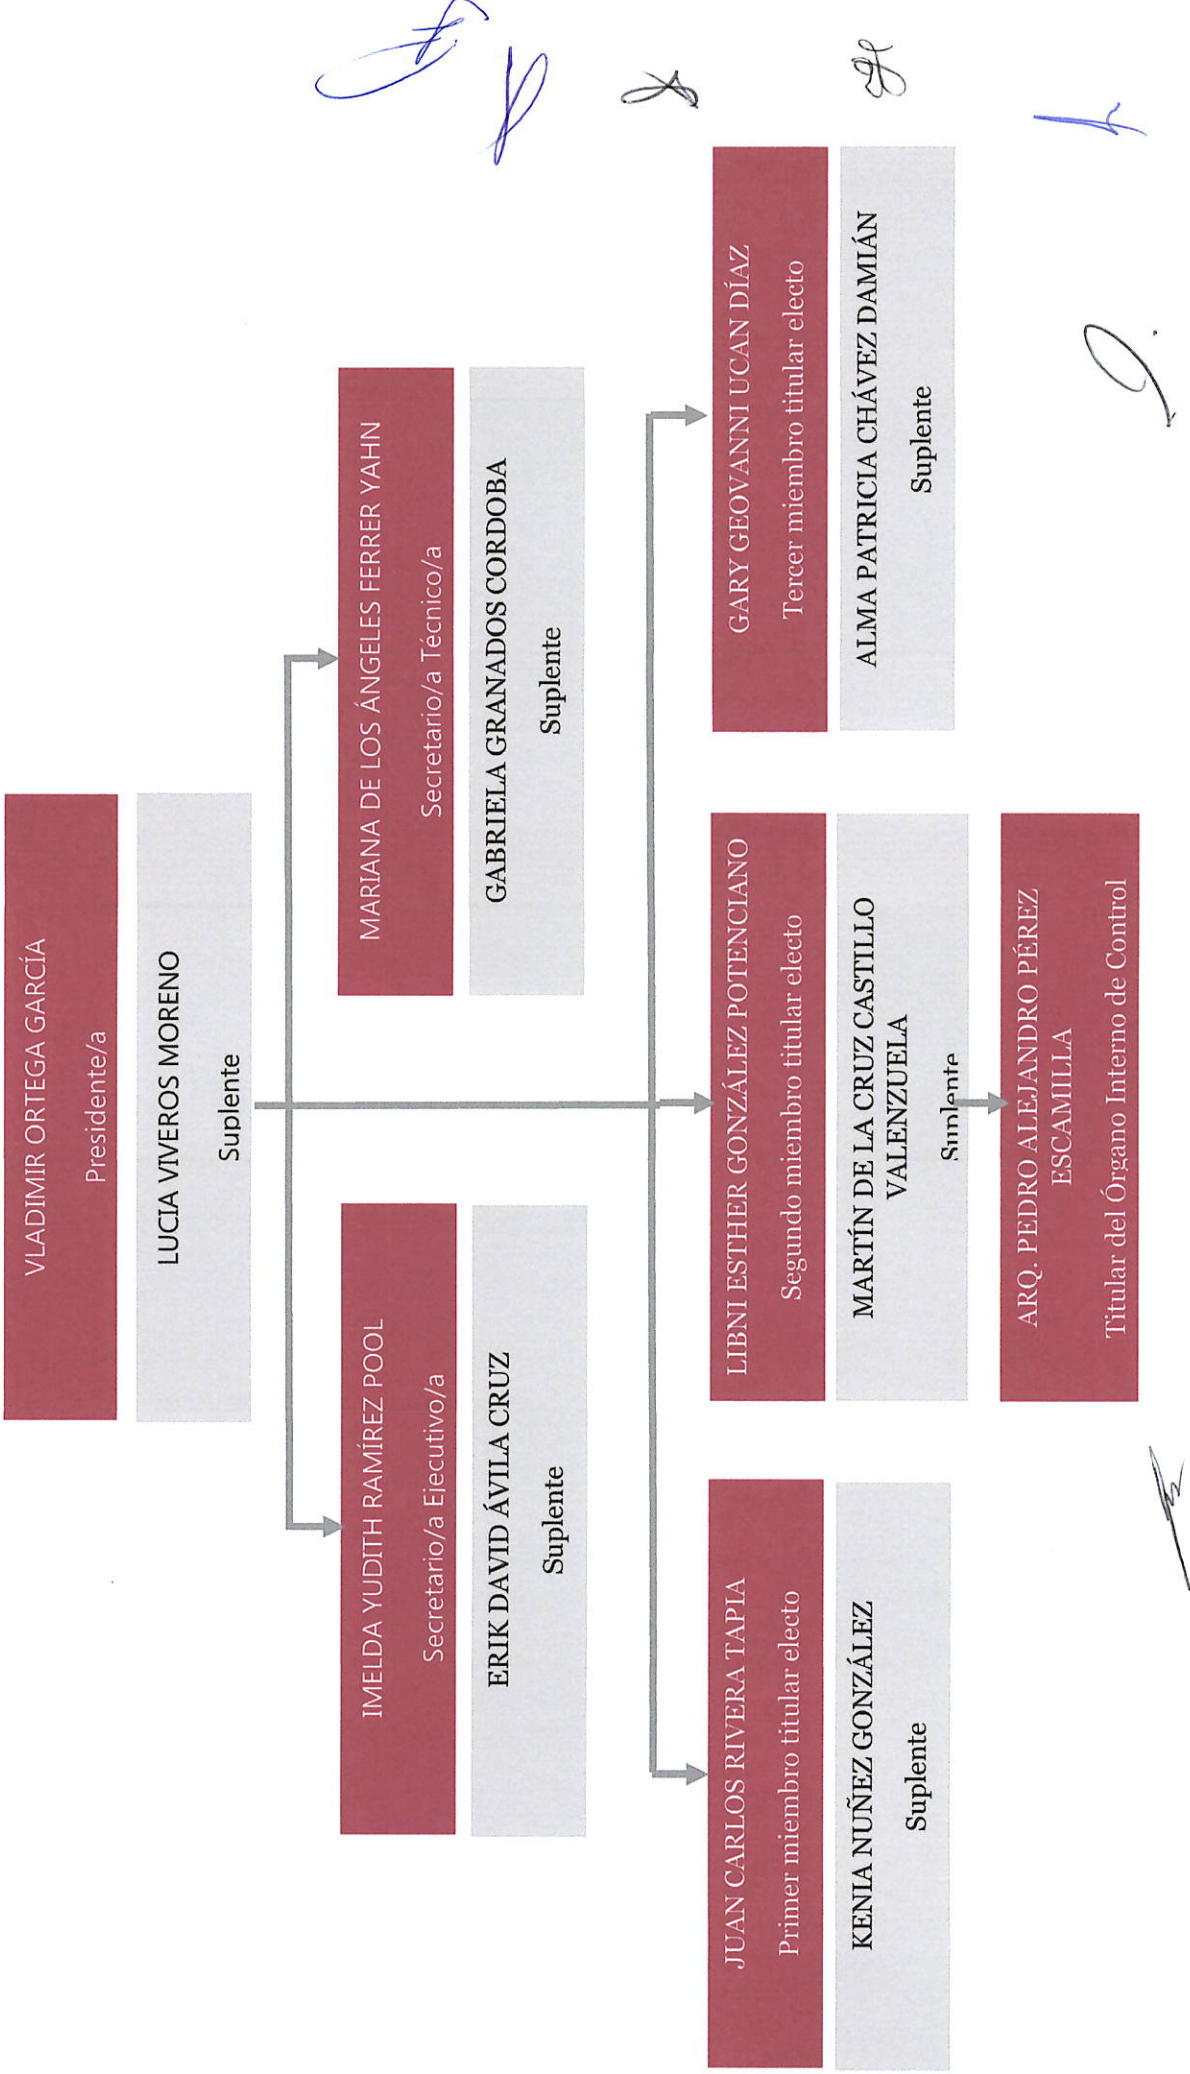 VLADIMIR ORTEGA GARCÍA
Presidente/a
LUCIA VIVEROS MORENO
Suplente
IMELDA YUDITH RAMÍREZ POOL
Secretario/a Ejecutivo/a
ERIK DAVID ÁVILA CRUZ
Suplente
MARIANA DE LOS ÁNGELES FERRER YAHN
Secretario/a Técnico/a
GABRIELA GRANADOS CORDOBA
Suplente
JUAN CARLOS RIVERA TAPIA
Primer miembro titular electo
KENIA NUÑEZ GONZÁLEZ
Suplente
LIBNI ESTHER GONZÁLEZ POTENCIANO
Segundo miembro titular electo
MARTÍN DE LA CRUZ CASTILLO
VALENZUELA
Suplente
GARY GEOVANNI UCAN DÍAZ
Tercer miembro titular electo
ALMA PATRICIA CHÁVEZ DAMIÁN
Suplente
ARQ. PEDRO ALEJANDRO PÉREZ
ESCAMILLA
Titular del Órgano Interno de Control